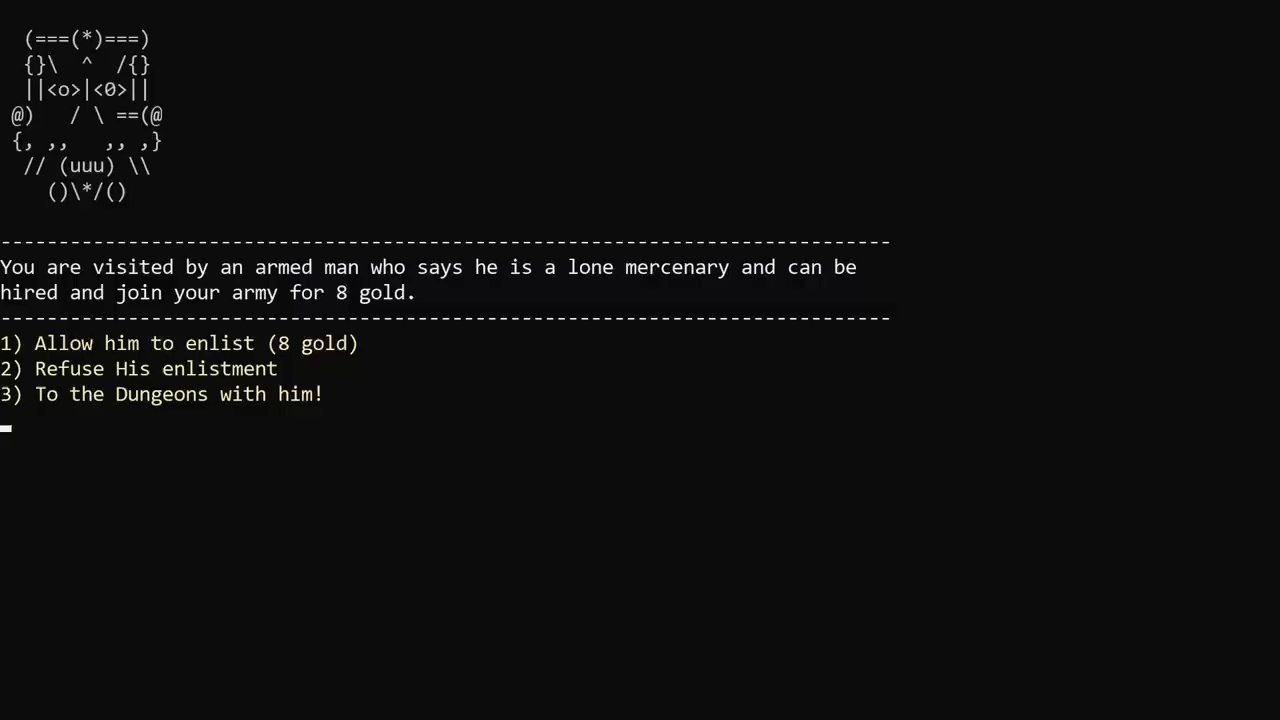 (===(*)===)
{}\ ^ /{}
||<o>|<0>||
@) / \ ==(@
{, ,, ,, ,}
// (uuu) \\
()\*/()
-----------------------------------------------------------------------------
You are visited by an armed man who says he is a lone mercenary and can be
hired and join your army for 8 gold.
-----------------------------------------------------------------------------
1) Allow him to enlist (8 gold)
2) Refuse His enlistment
3) To the Dungeons with him!